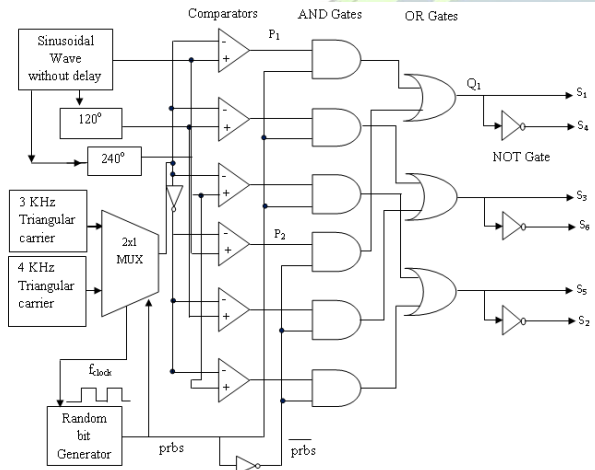 Comparators
AND Gates
OR Gates
Sinusoidal
Wave
without delay
P1
Q1
S1
S4
120°
240°
NOT Gate
3 KHz
Triangular
carrier
2x1
MUX
4 KHz
Triangular
carrier
P2
S3
S6
S5
S2
fclock
Random
bit
Generator
prbs
prbs
-
+
-
+
-
+
-
+
-
+
-
+